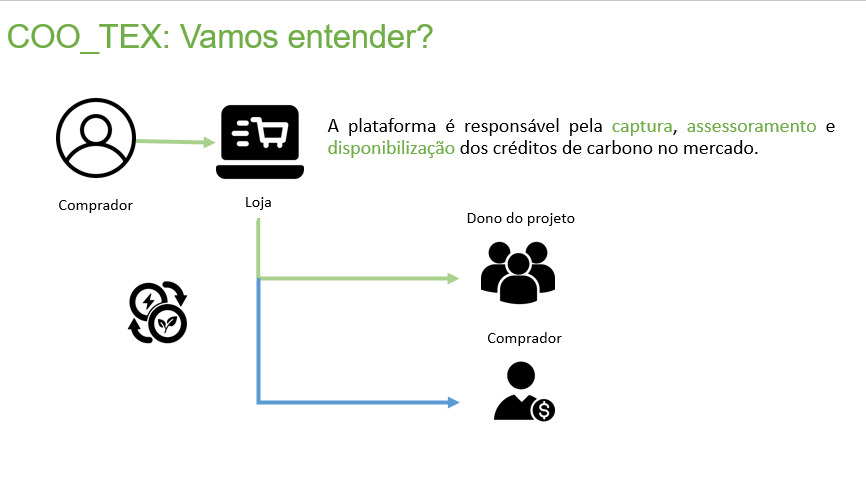 COO_TEX: Vamos entender?
A plataforma é responsável pela captura, assessoramento e
disponibilização dos créditos de carbono no mercado.
Comprador
Loja
Dono do projeto
Comprador
$